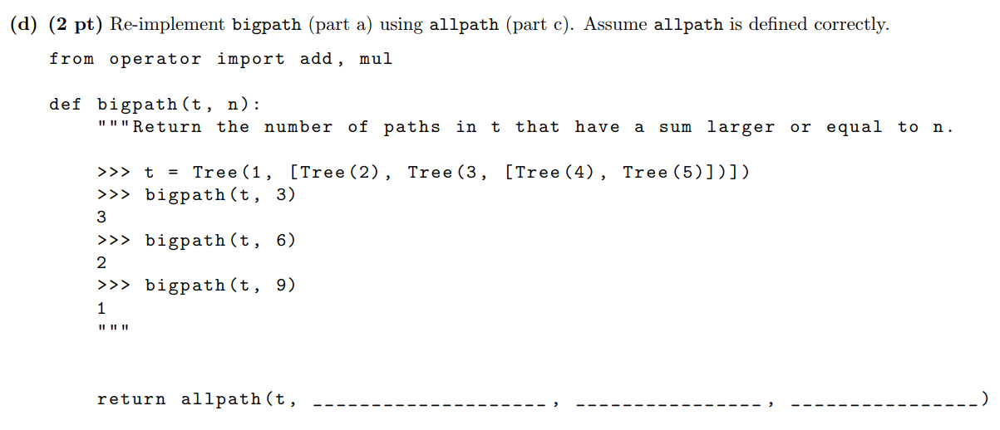 (d) (2 pt) Re-implement bigpath (part a) using allpath (part c). Assume allpath is defined correctly.
from operator import add, mul
def bigpath(t, n):
"""Return the number of paths in t that have a sum larger or equal to n.
>>> t = Tree(1, [Tree(2), Tree(3, [Tree(4), Tree(5)])])
>>> bigpath(t, 3)
3
>>> bigpath(t, 6)
2
>>> bigpath(t, 9)
1
"""
return allpath(t, ____________________, ________________, ________________)